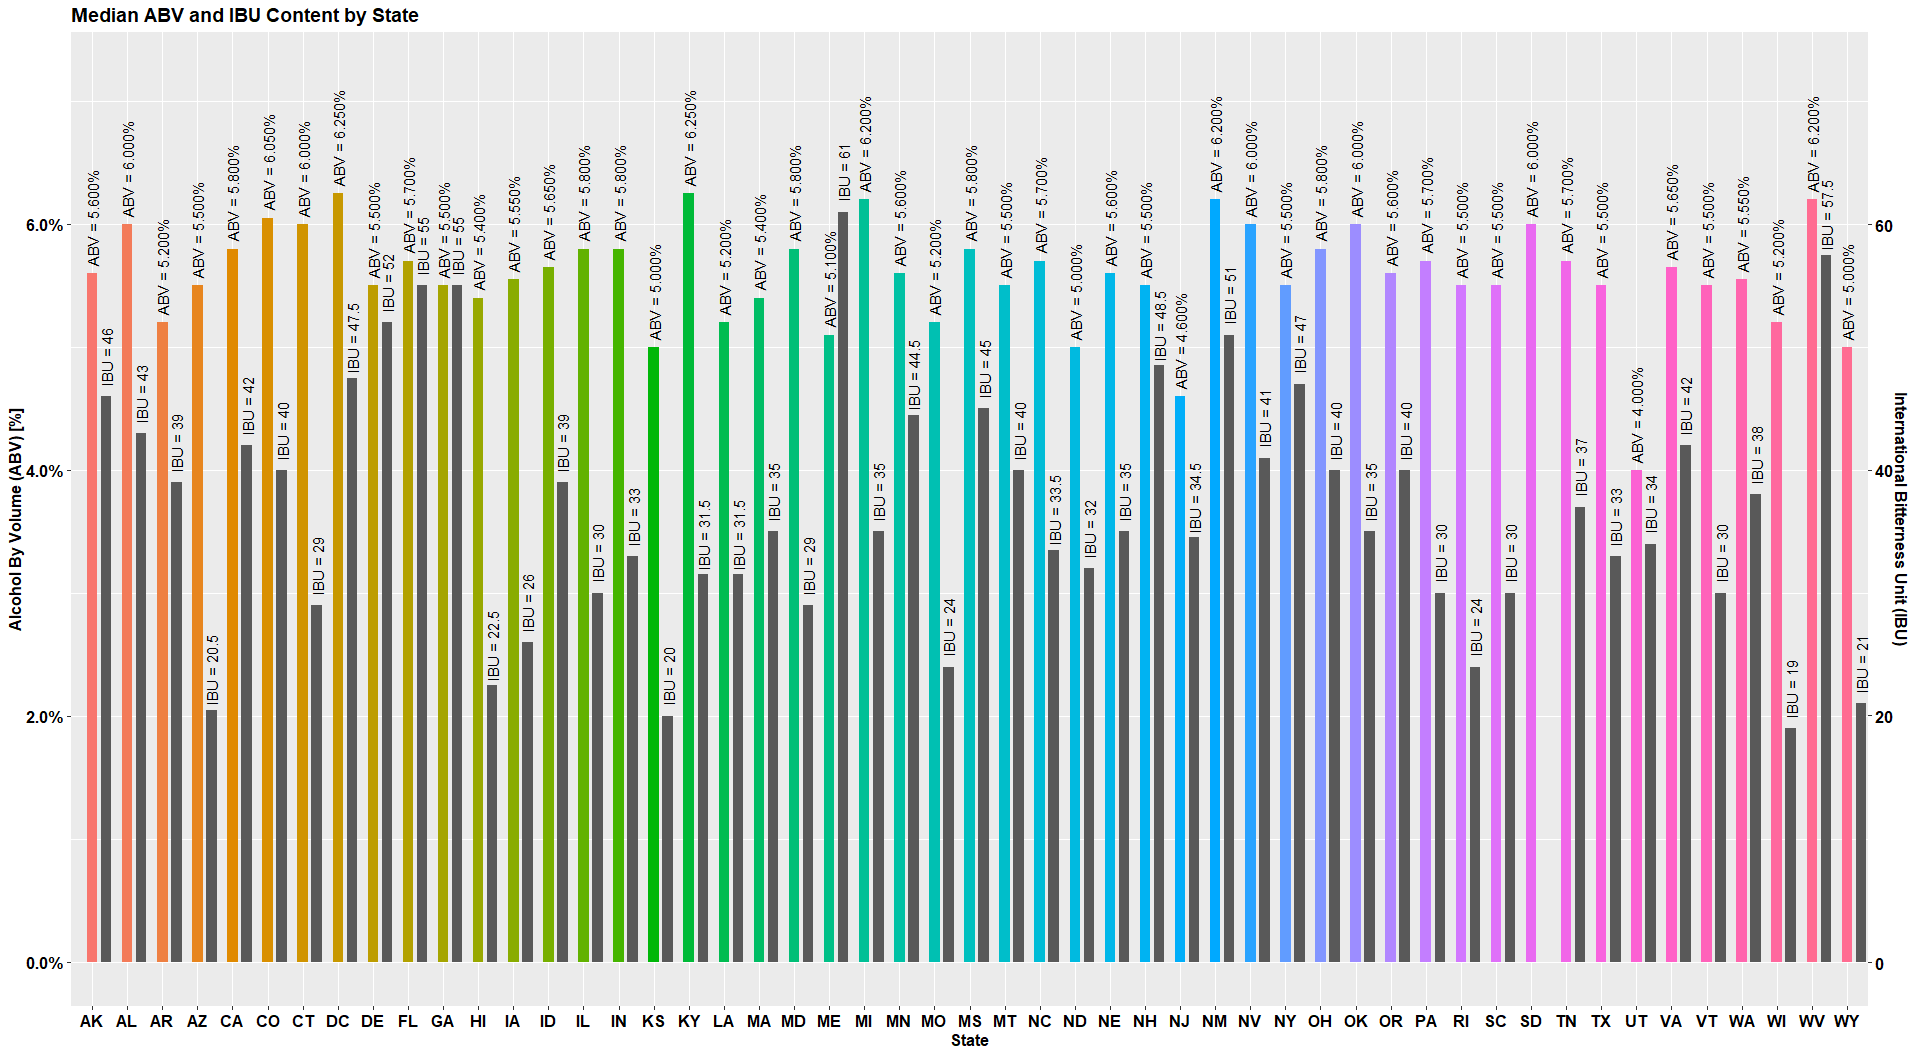 Median ABV and IBU Content by State
Alcohol By Volume (ABV) [%]
6.0%
4.0%
2.0%
0.0%
ABV = 5.600%
IBU = 46
ABV = 6.000%
IBU = 43
ABV = 5.200%
IBU = 39
ABV = 5.500%
IBU = 20.5
ABV = 5.800%
IBU = 42
ABV = 6.050%
IBU = 40
ABV = 6.000%
IBU = 29
ABV = 6.250%
IBU = 47.5
ABV = 5.500%
IBU = 52
ABV = 5.700%
IBU = 55
ABV = 5.500%
IBU = 55
ABV = 5.400%
IBU = 22.5
ABV = 5.550%
IBU = 26
ABV = 5.650%
IBU = 39
ABV = 5.800%
IBU = 30
ABV = 5.800%
IBU = 33
ABV = 5.000%
IBU = 20
ABV = 6.250%
IBU = 31.5
ABV = 5.200%
IBU = 31.5
ABV = 5.400%
IBU = 35
ABV = 5.800%
IBU = 29
ABV = 5.100%
IBU = 61
ABV = 6.200%
IBU = 35
ABV = 5.600%
IBU = 44.5
ABV = 5.200%
IBU = 24
ABV = 5.800%
IBU = 45
ABV = 5.500%
IBU = 40
ABV = 5.700%
IBU = 33.5
ABV = 5.000%
IBU = 32
ABV = 5.600%
IBU = 35
ABV = 5.500%
IBU = 48.5
ABV = 4.600%
IBU = 34.5
ABV = 6.200%
IBU = 51
ABV = 6.000%
IBU = 41
ABV = 5.500%
IBU = 47
ABV = 5.800%
IBU = 40
ABV = 6.000%
IBU = 35
ABV = 5.600%
IBU = 40
ABV = 5.700%
IBU = 30
ABV = 5.500%
IBU = 24
ABV = 5.500%
IBU = 30
ABV = 6.000%
ABV = 5.700%
IBU = 37
ABV = 5.500%
IBU = 33
ABV = 4.000%
IBU = 34
ABV = 5.650%
IBU = 42
ABV = 5.500%
IBU = 30
ABV = 5.550%
IBU = 38
ABV = 5.200%
IBU = 19
ABV = 6.200%
IBU = 57.5
ABV = 5.000%
IBU = 21
60
40
20
0
International Bitterness Unit (IBU)
AK AL AR AZ CA CO CT DC DE FL GA HI IA ID IL IN KS KY LA MA MD ME MI MN MO MS MT NC ND NE NH NJ NM NV NY OH OK OR PA RI SC SD TN TX UT VA VT WA WI WV WY
State